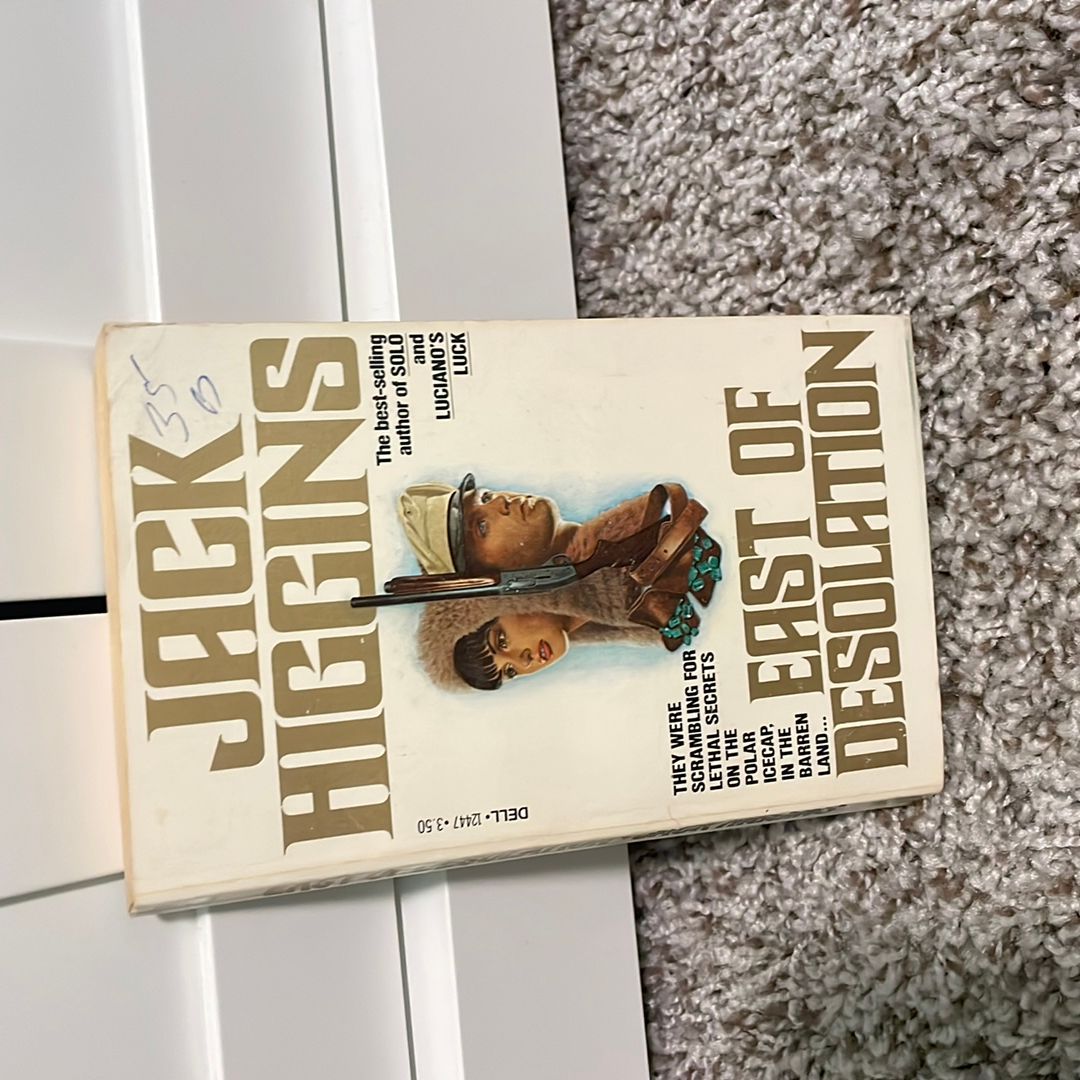 JACK
HIGGINS
The best-selling
author of SOLO
and
LUCIANO'S
LUCK
DELL • 12447 • 3.50
THEY WERE
SCRAMBLING FOR
LETHAL SECRETS
ON THE
POLAR
ICECAP,
IN THE
BARREN
LAND...
EAST OF
DESOLATION